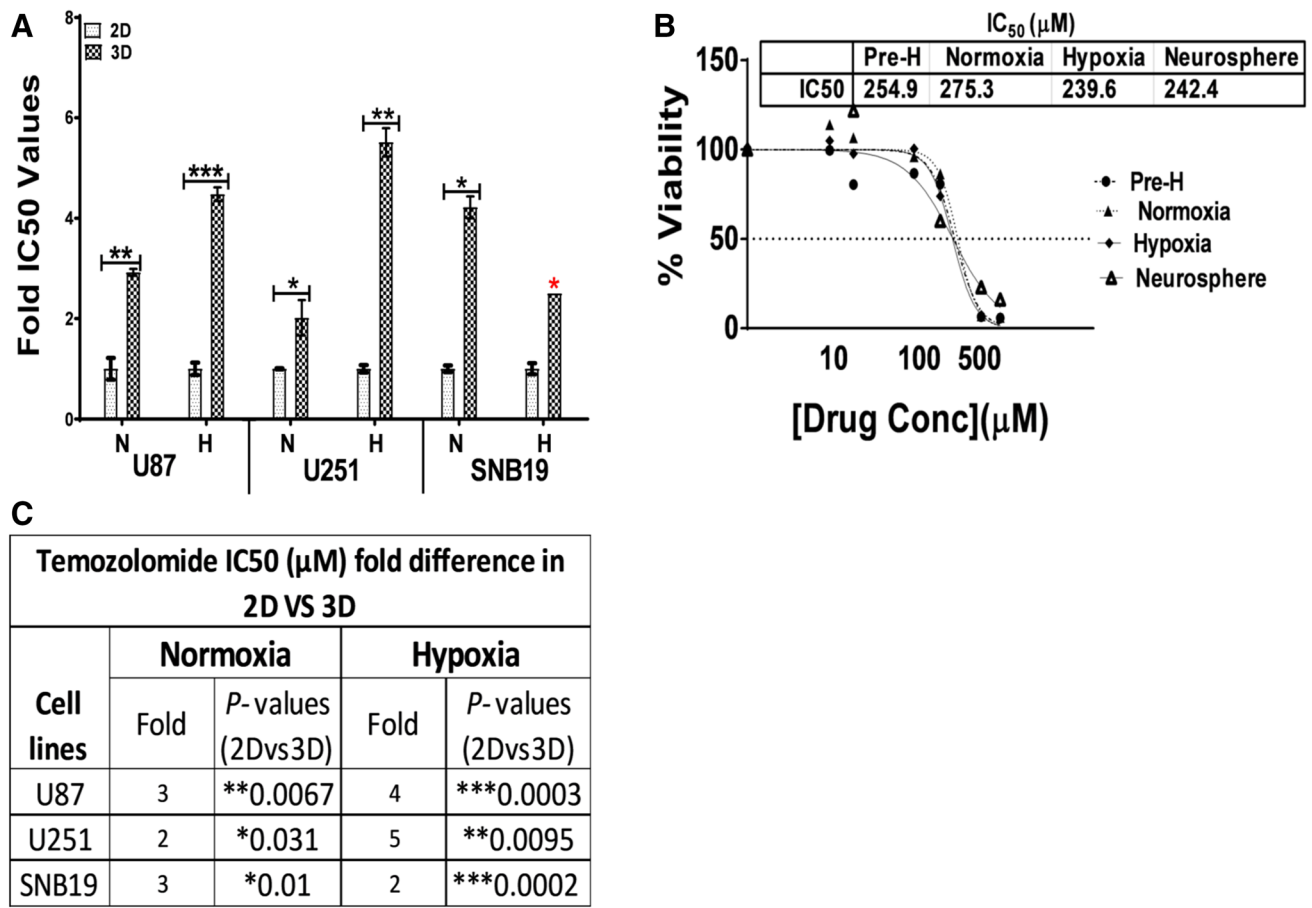 A
8
6
4
2
0
Fold IC50 Values
2D
3D
**
***
*
**
*
*
N H N H N H
U87 U251 SNB19
B
IC50 (µM)
Pre-H Normoxia Hypoxia Neurosphere
IC50 254.9 275.3 239.6 242.4
150
100
50
0
% Viability
Pre-H
Normoxia
Hypoxia
Neurosphere
10 100 500
[Drug Conc](µM)
C
Temozolomide IC50 (µM) fold difference in
2D VS 3D
Normoxia Hypoxia
Cell
lines
Fold
P- values
(2Dvs3D)
Fold
P- values
(2Dvs3D)
U87 3 **0.0067 4 ***0.0003
U251 2 *0.031 5 **0.0095
SNB19 3 *0.01 2 ***0.0002